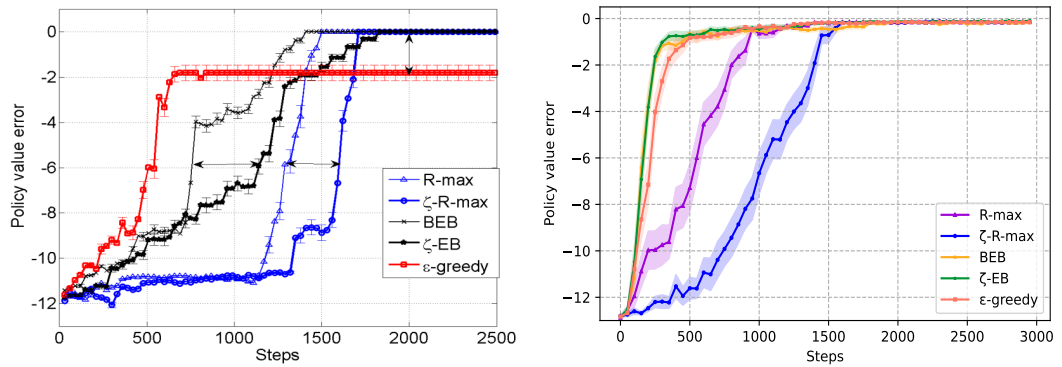 0
-2
-4
-6
-8
-10
-12
Policy value error
R-max
ζ-R-max
BEB
ζ-EB
ε-greedy
0 500 1000 1500 2000 2500
Steps
0
−2
−4
−6
−8
−10
−12
Policy value error
R-max
ζ-R-max
BEB
ζ-EB
ε-greedy
0 500 1000 1500 2000 2500 3000
Steps